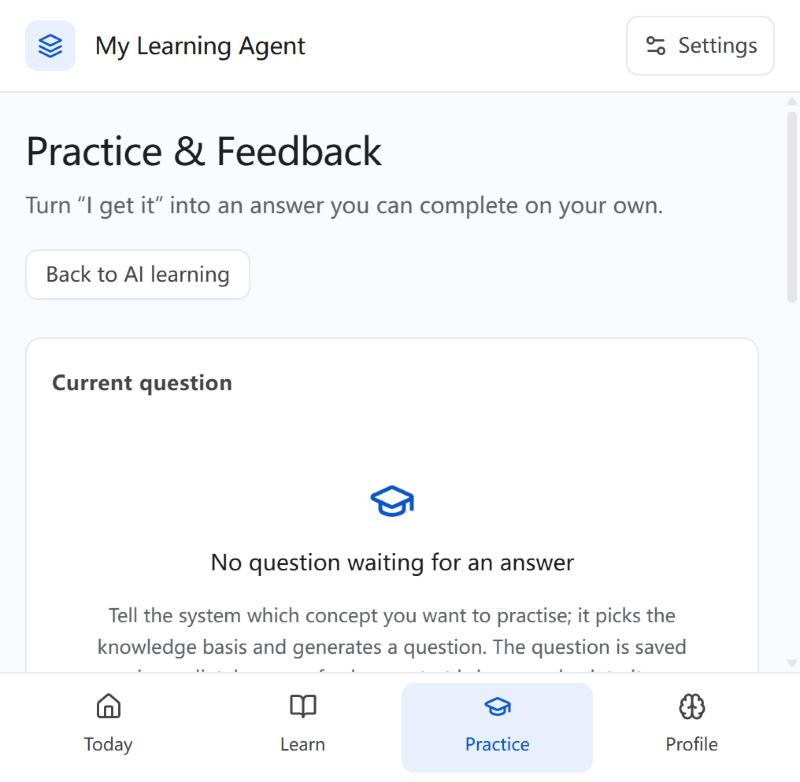 My Learning Agent
Settings
Practice & Feedback
Turn “I get it” into an answer you can complete on your own.
Back to AI learning
Current question
No question waiting for an answer
Tell the system which concept you want to practise; it picks the
knowledge basis and generates a question. The question is saved
Today
Learn
Practice
Profile